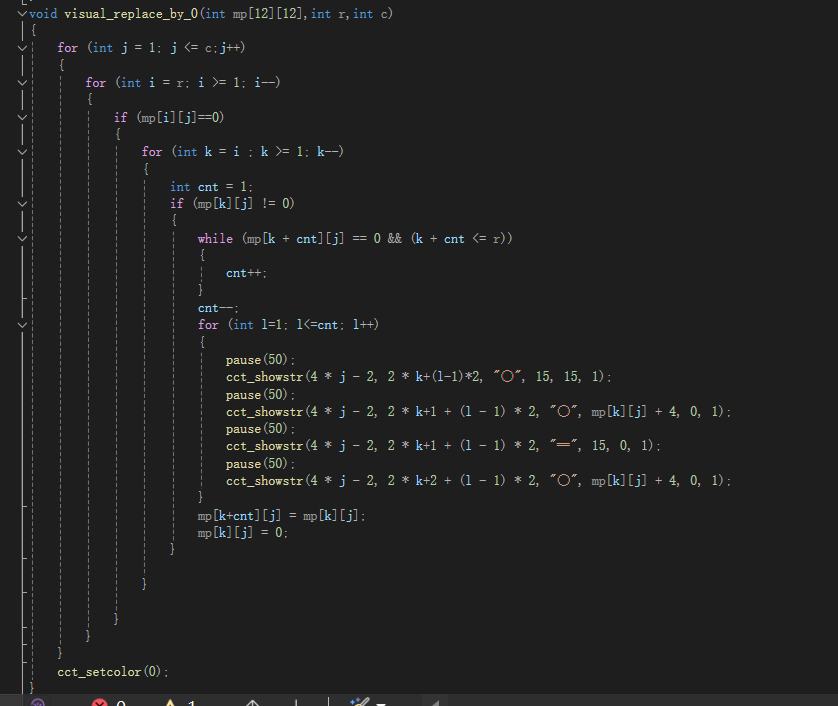 void visual_replace_by_0(int mp[12][12],int r,int c)
{
for (int j = 1; j <= c;j++)
{
for (int i = r; i >= 1; i--)
{
if (mp[i][j]==0)
{
for (int k = i ; k >= 1; k--)
{
int cnt = 1;
if (mp[k][j] != 0)
{
while (mp[k + cnt][j] == 0 && (k + cnt <= r))
{
cnt++;
}
cnt--;
for (int l=1; l<=cnt; l++)
{
pause(50);
cct_showstr(4 * j - 2, 2 * k+(l-1)*2, "〇", 15, 15, 1);
pause(50);
cct_showstr(4 * j - 2, 2 * k+1 + (l - 1) * 2, "〇", mp[k][j] + 4, 0, 1);
pause(50);
cct_showstr(4 * j - 2, 2 * k+1 + (l - 1) * 2, "═", 15, 0, 1);
pause(50);
cct_showstr(4 * j - 2, 2 * k+2 + (l - 1) * 2, "〇", mp[k][j] + 4, 0, 1);
}
mp[k+cnt][j] = mp[k][j];
mp[k][j] = 0;
}
}
}
}
}
cct_setcolor(0);
}